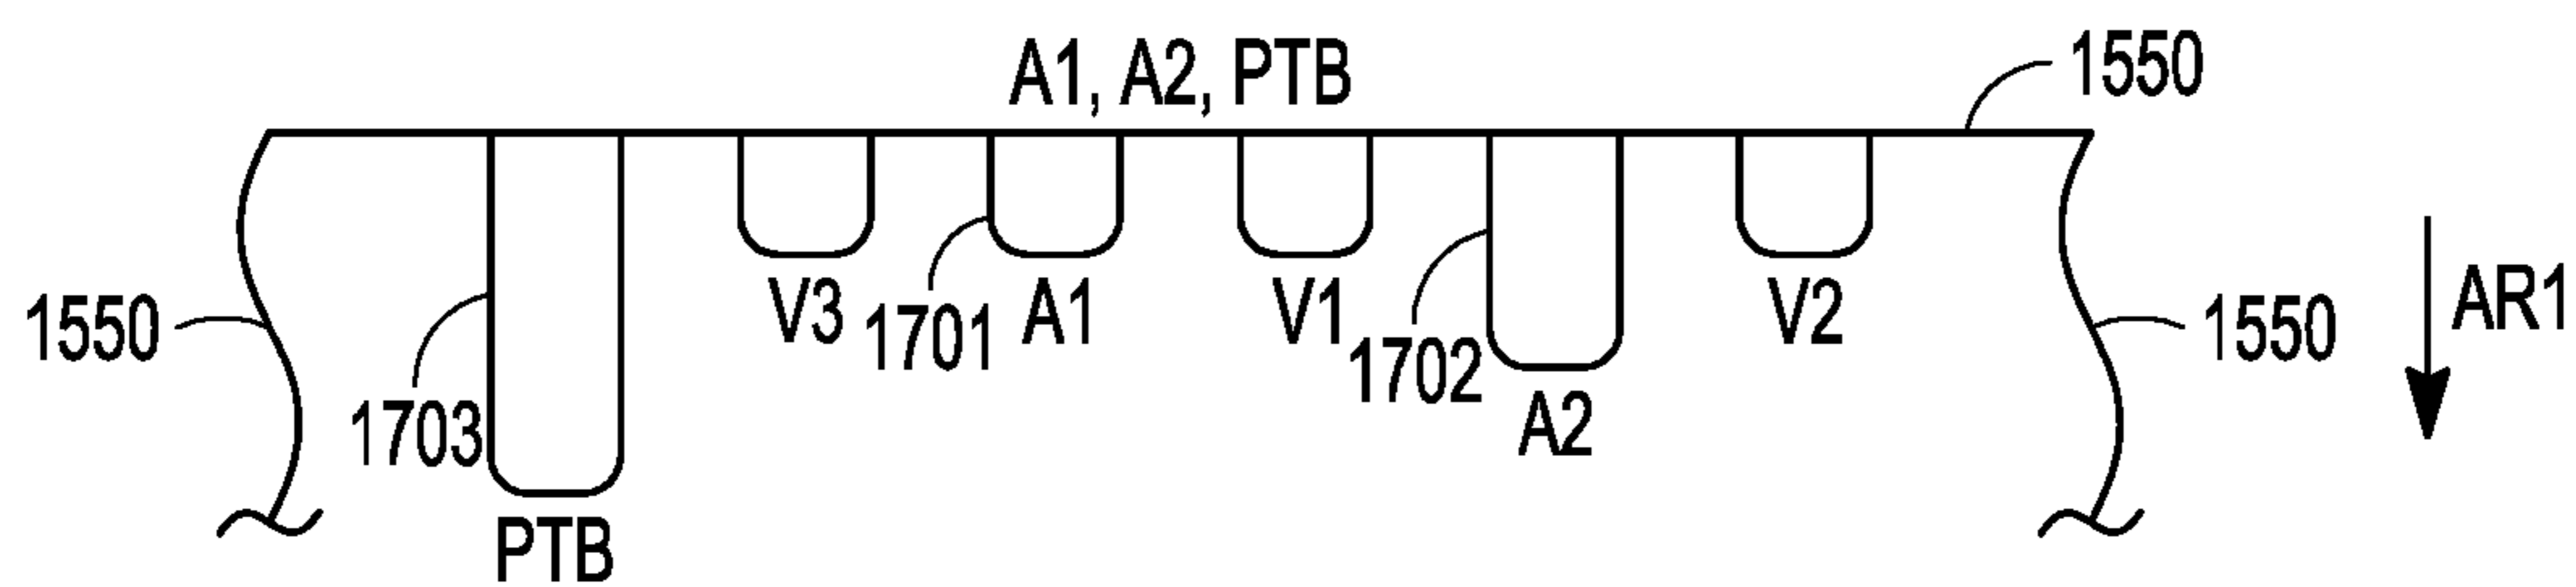 A1, A2, PTB
1550
1550
V3
1701
A1
V1
1702
V2
1550
AR1
1703
A2
PTB